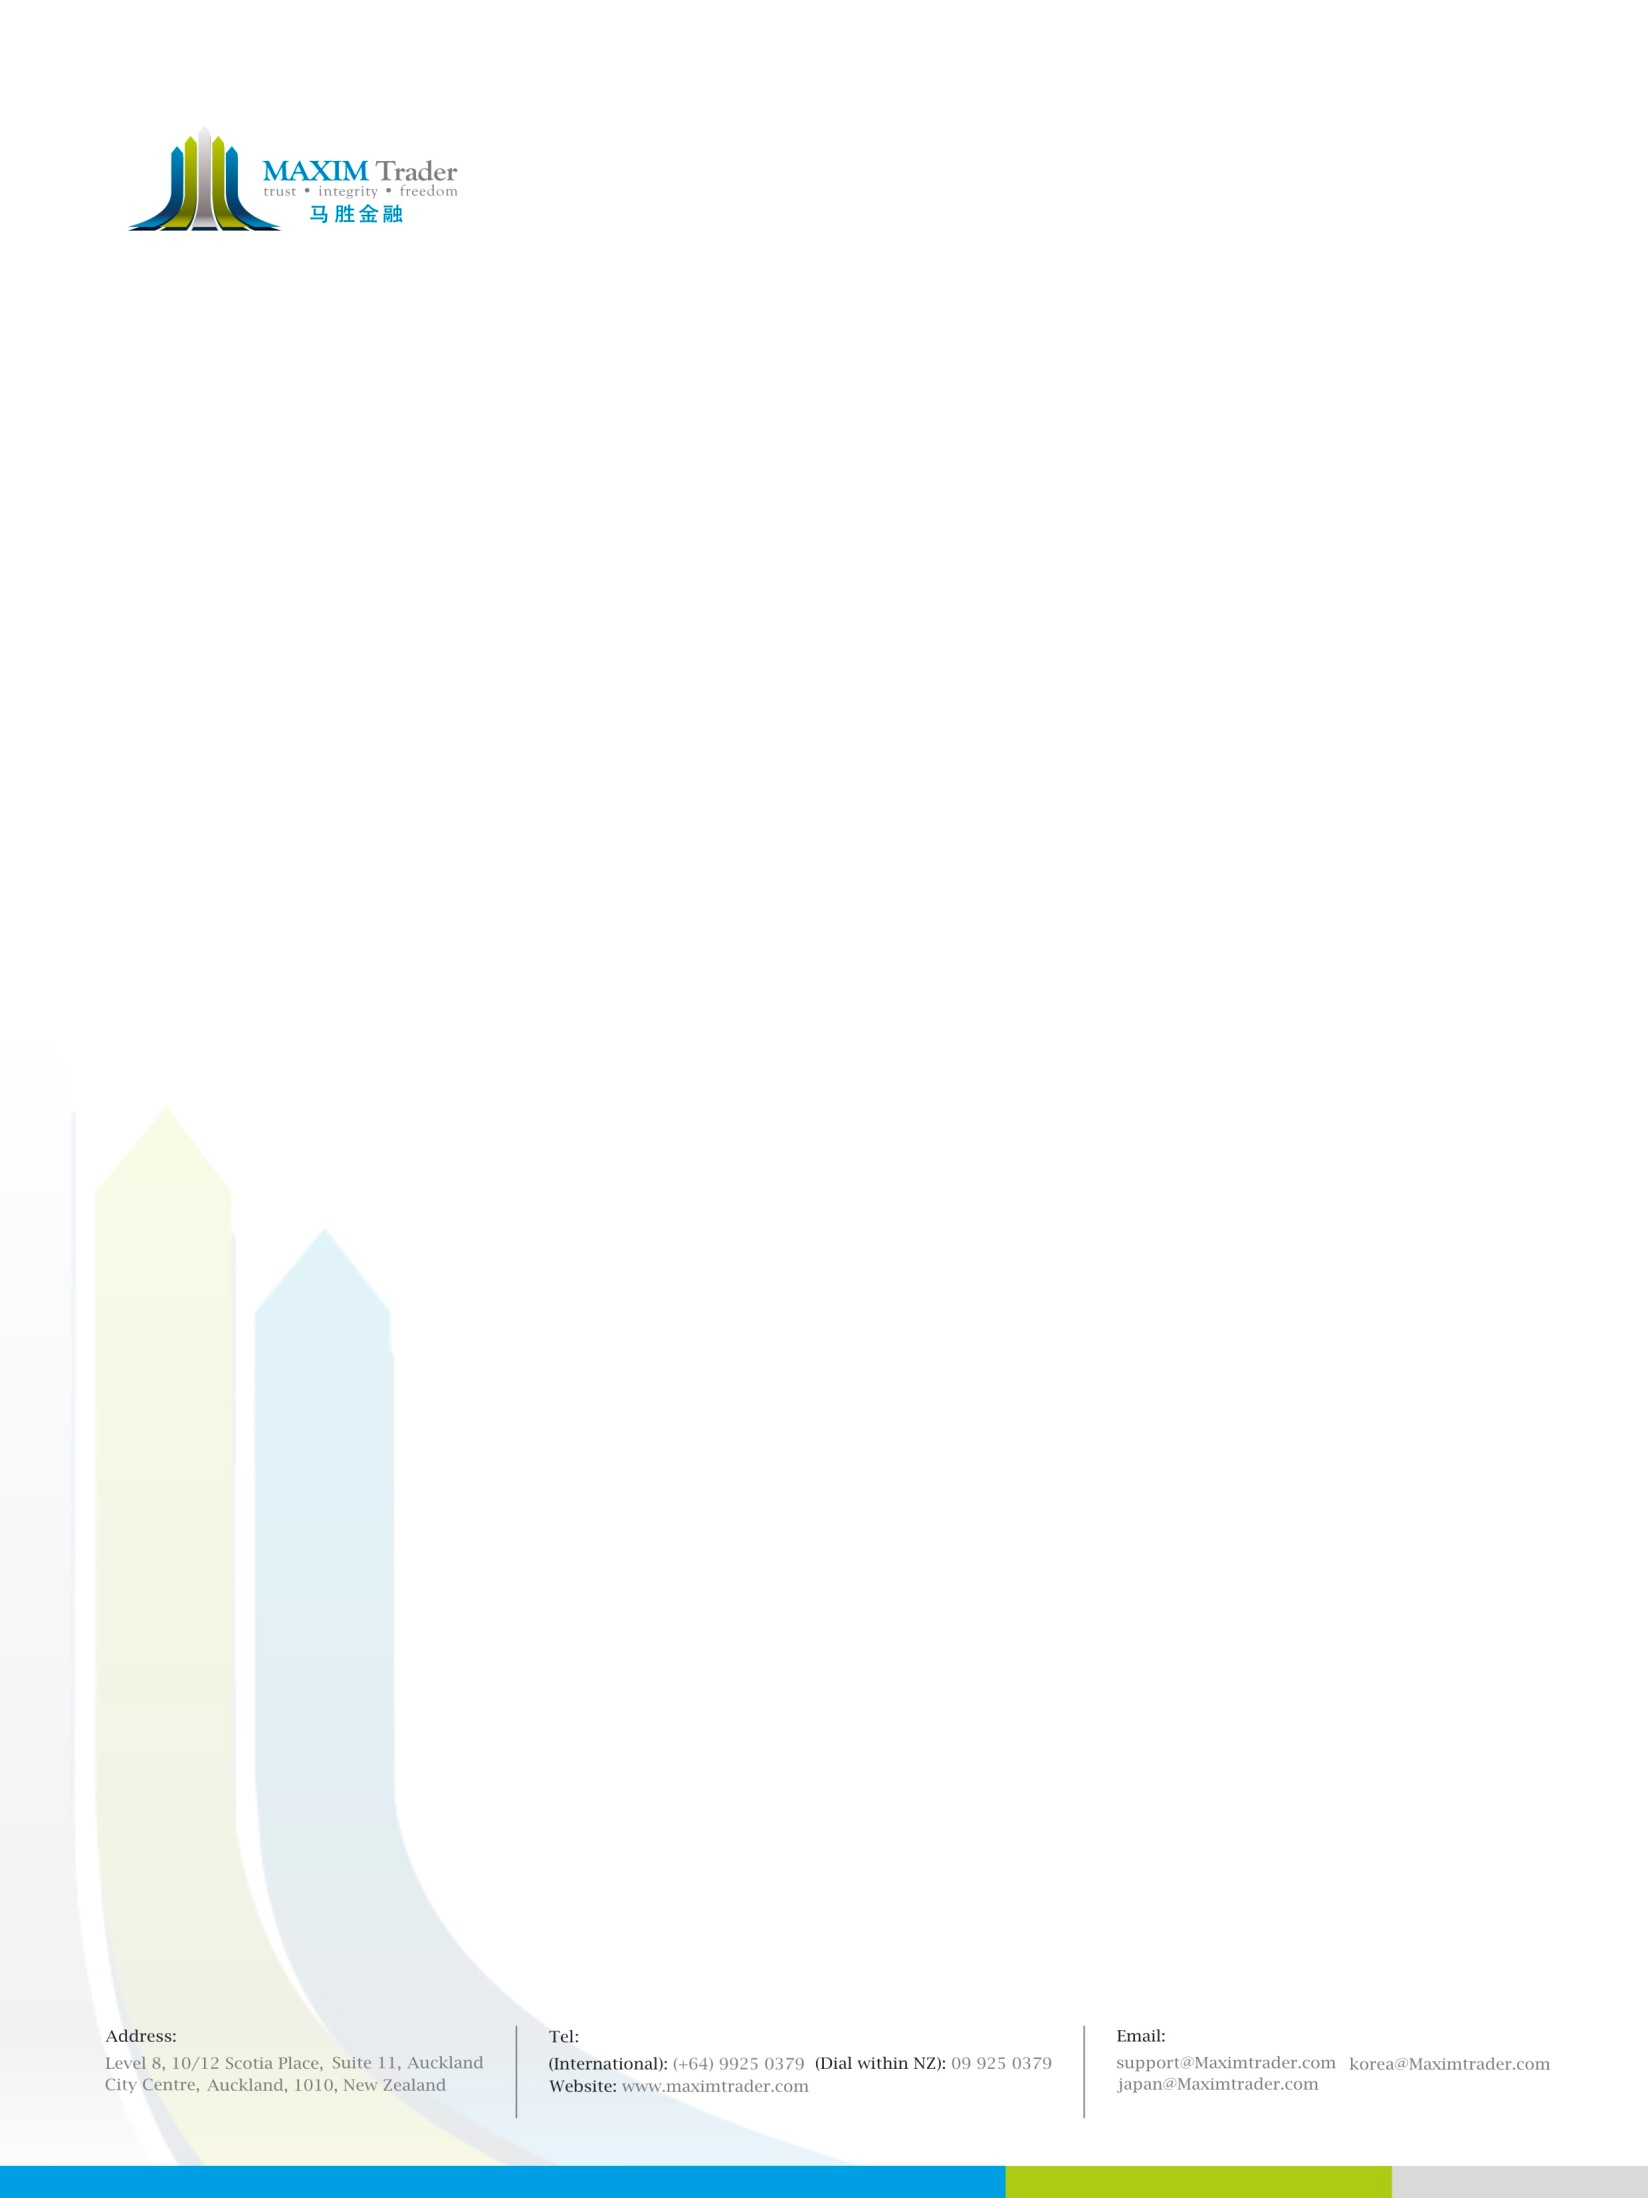 MAXIM Trader
trust • integrity • freedom
马胜金融
Address:
Level 8, 10/12 Scotia Place, Suite 11, Auckland
City Centre, Auckland, 1010, New Zealand
Tel:
(International): (+64) 9925 0379 (Dial within NZ): 09 925 0379
Website: www.maximtrader.com
Email:
support@Maximtrader.com korea@Maximtrader.com
japan@Maximtrader.com